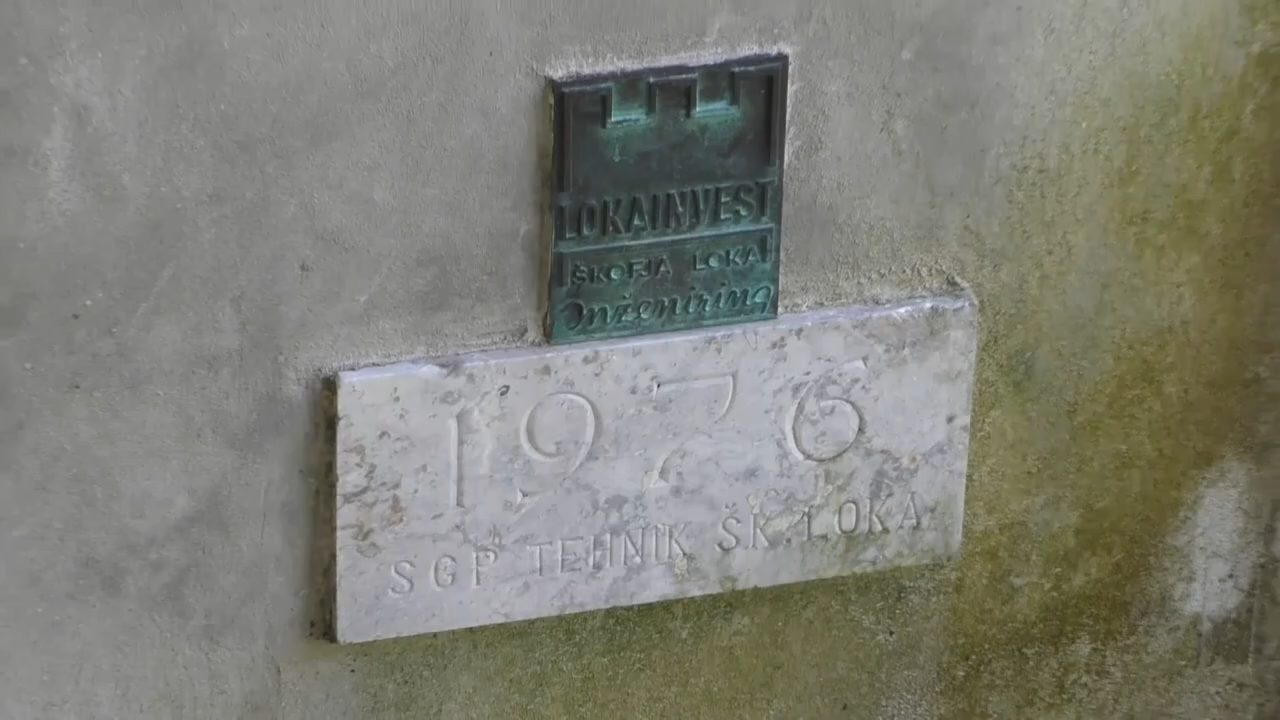 LOKAINVEST
ŠKOFJA LOKA
Inženiring
1976
SGP TEHNIK ŠK. LOKA